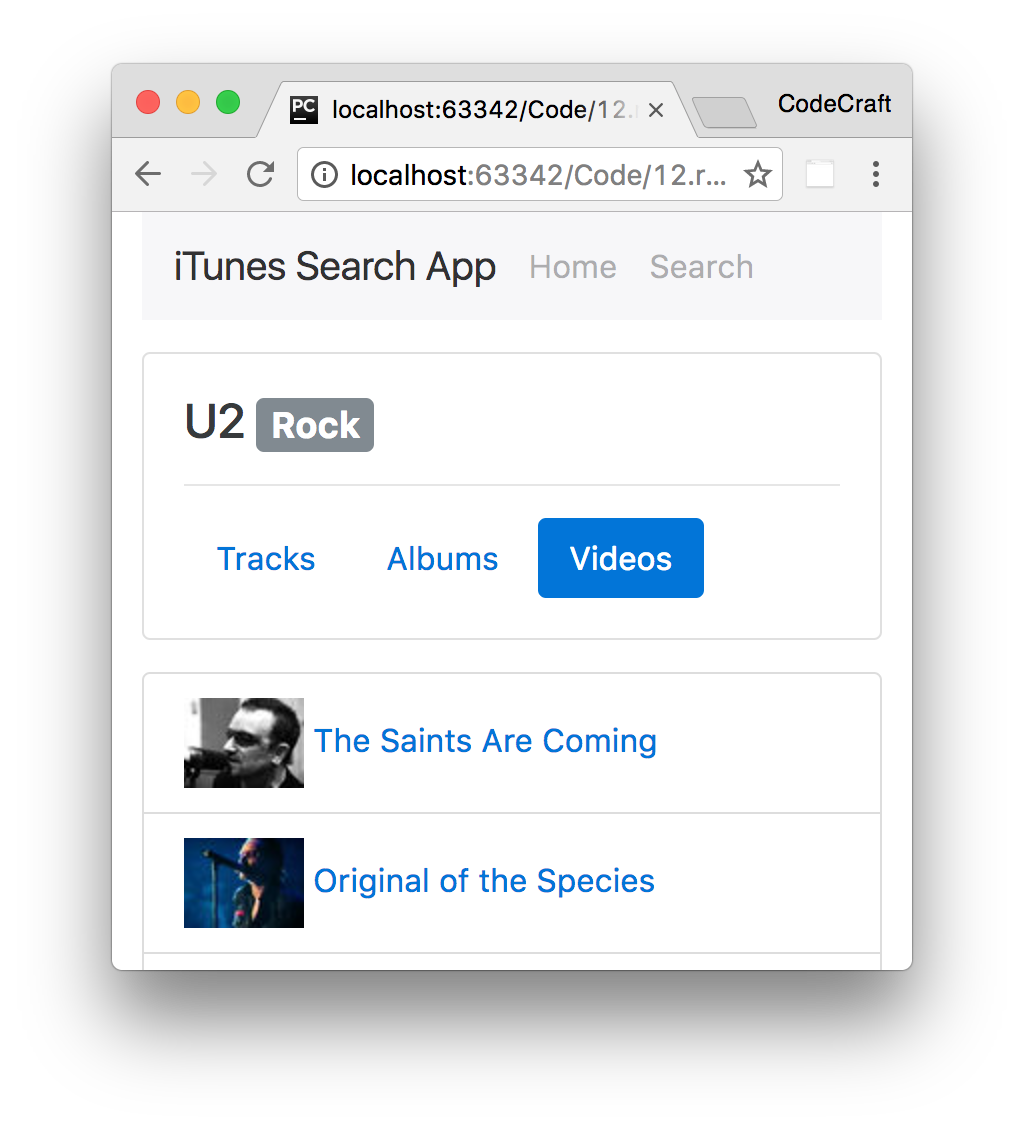 PC localhost:63342/Code/12. CodeCraft
localhost:63342/Code/12.r...
iTunes Search App Home Search
U2 Rock
Tracks Albums Videos
The Saints Are Coming
Original of the Species